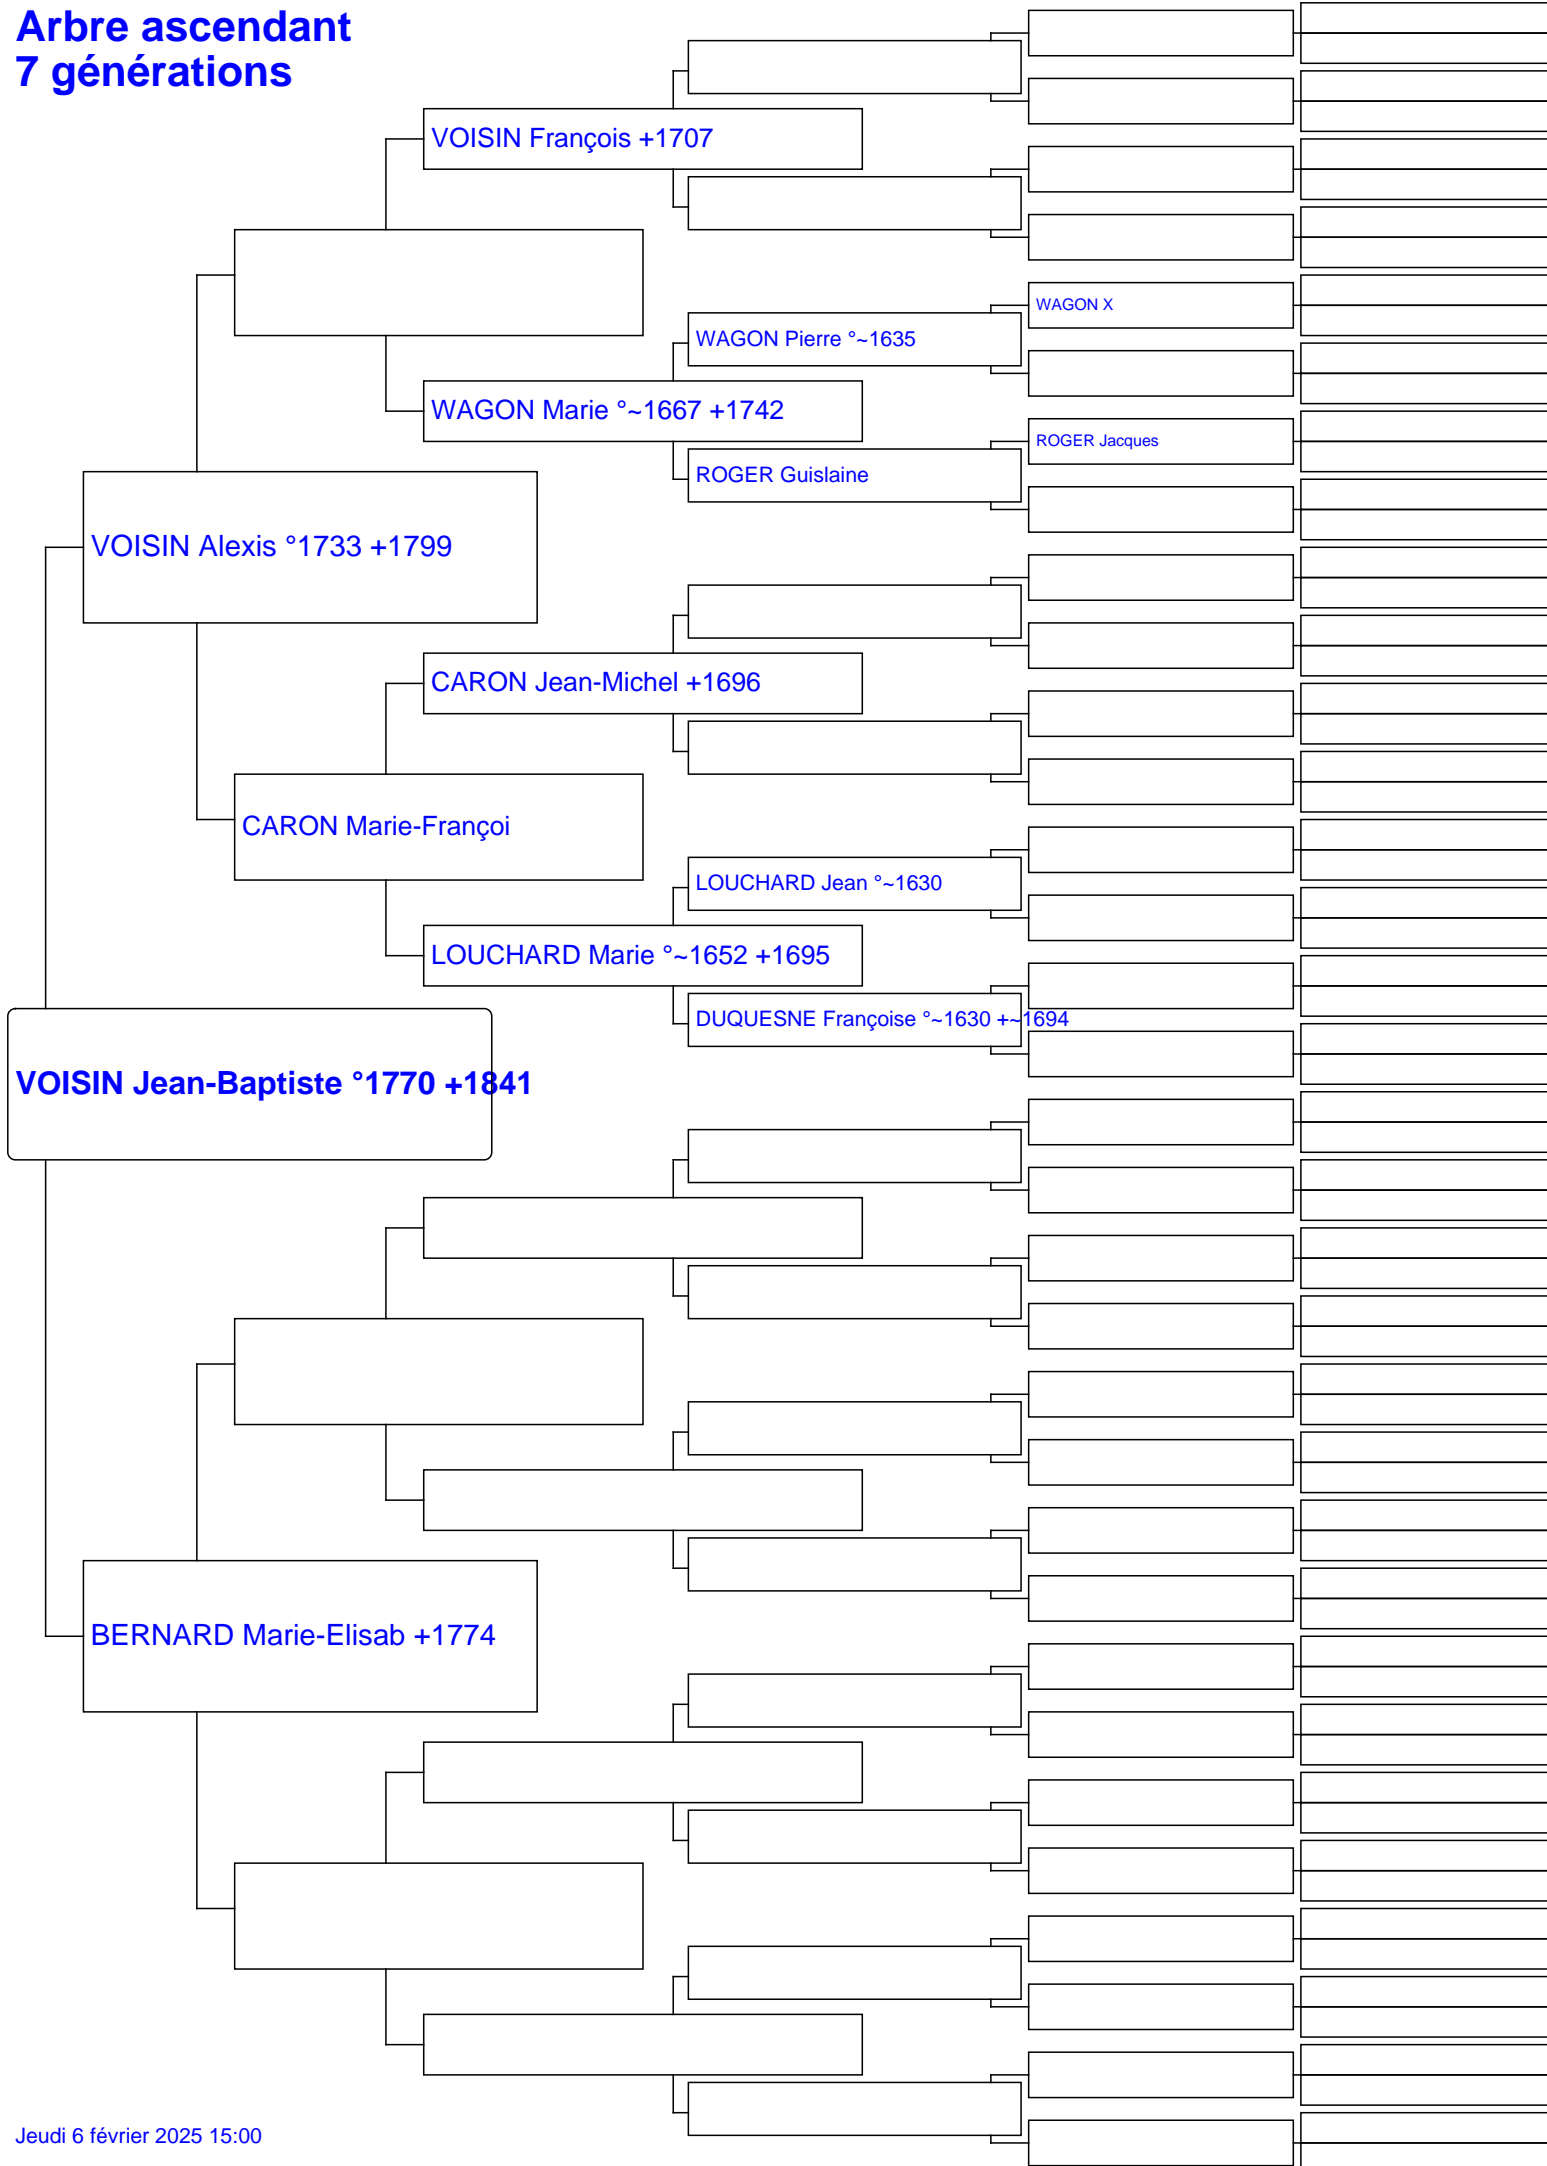 Arbre ascendant
7 générations
VOISIN François +1707
WAGON X
WAGON Pierre °~1635
WAGON Marie °~1667 +1742
ROGER Jacques
ROGER Guislaine
VOISIN Alexis °1733 +1799
CARON Jean-Michel +1696
CARON Marie-Françoi
LOUCHARD Jean °~1630
LOUCHARD Marie °~1652 +1695
DUQUESNE Françoise °~1630 +~1694
VOISIN Jean-Baptiste °1770 +1841
BERNARD Marie-Elisab +1774
Jeudi 6 février 2025 15:00